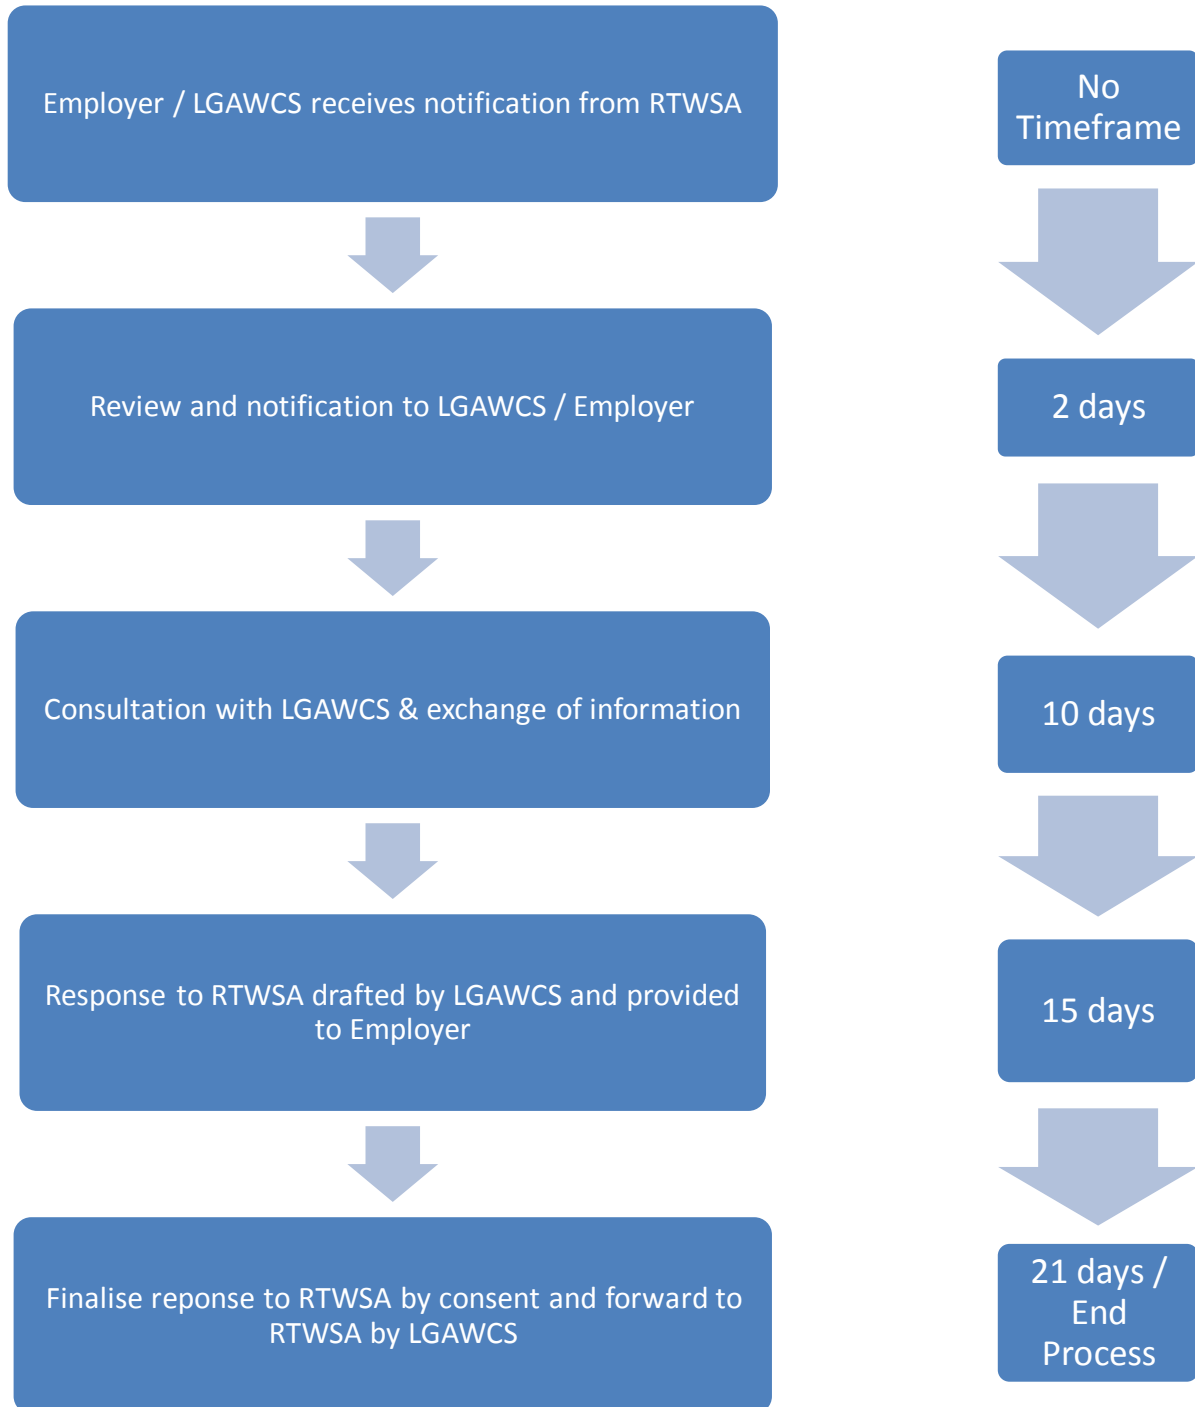 Employer / LGAWCS receives notification from RTWSA
No
Timeframe
Review and notification to LGAWCS / Employer
2 days
Consultation with LGAWCS & exchange of information
10 days
Response to RTWSA drafted by LGAWCS and provided
to Employer
15 days
Finalise reponse to RTWSA by consent and forward to
RTWSA by LGAWCS
21 days /
End
Process